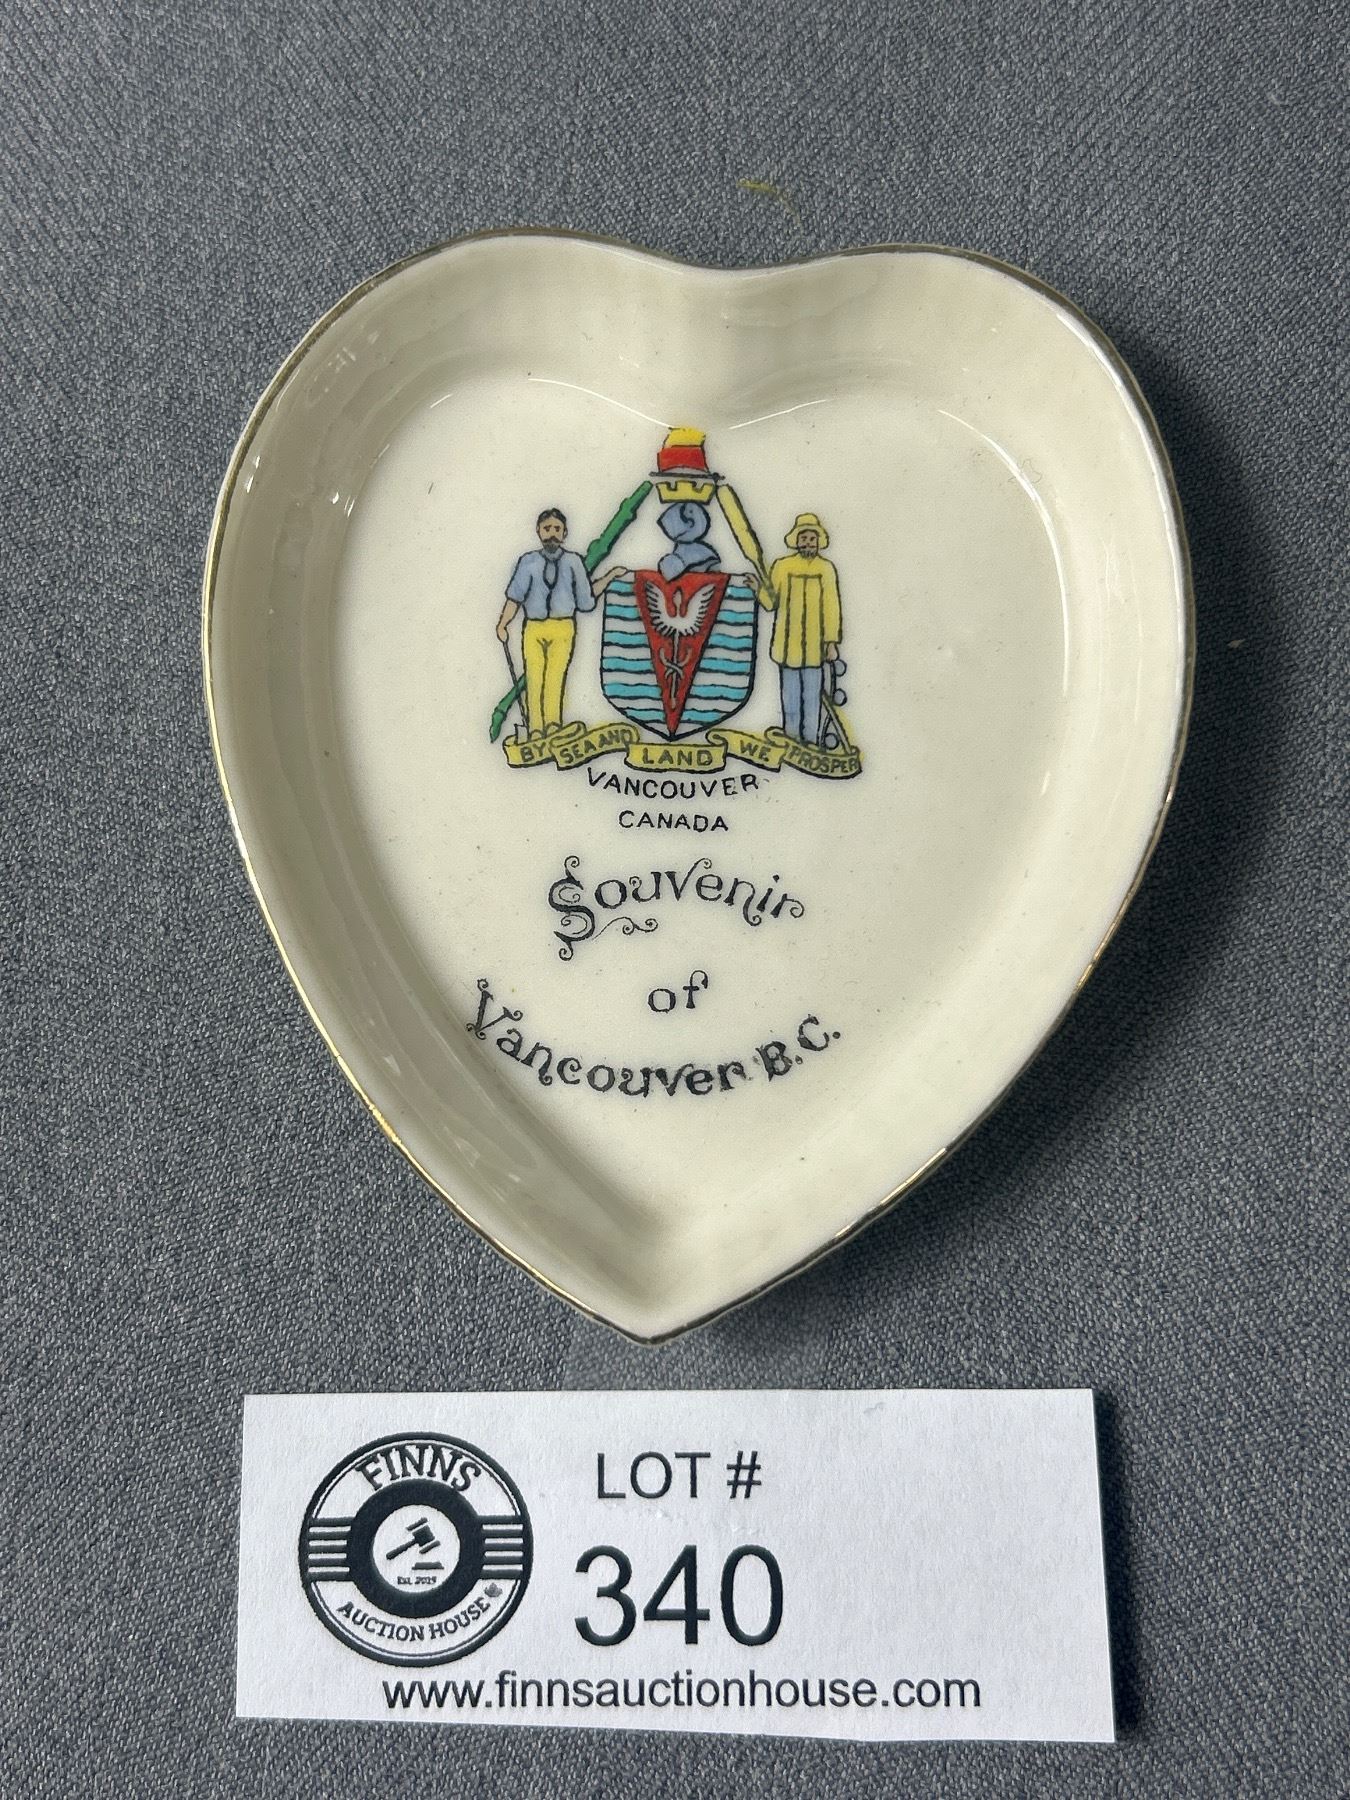 BY SEA AND LAND WE PROSPER
VANCOUVER
CANADA
Souvenir
of
Vancouver B.C.
FINNS
EST. 2015
AUCTION HOUSE
LOT #
340
www.finnsauctionhouse.com